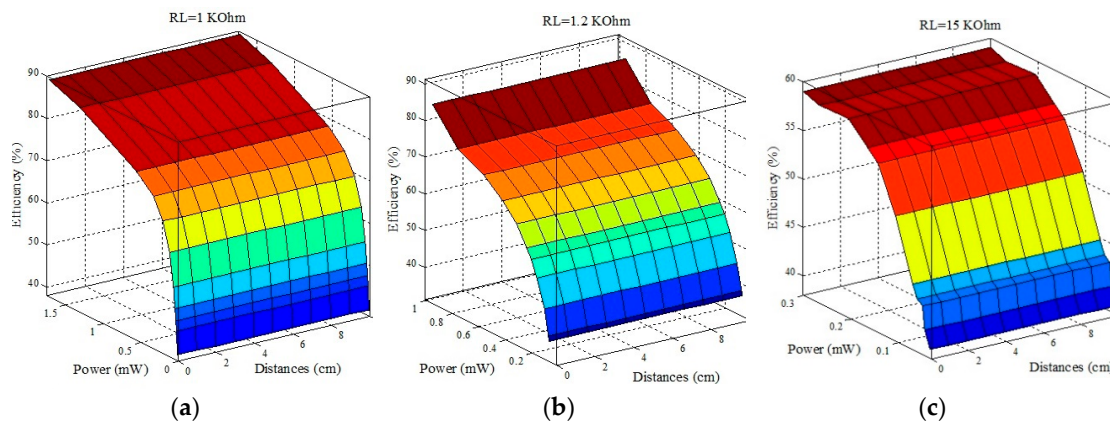 RL=1 KOhm
90
80
70
60
50
40
Efficiency (%)
1.5
1
0.5
0
Power (mW)
0
2
4
6
8
Distances (cm)
(a)
RL=1.2 KOhm
90
80
70
60
50
40
Efficiency (%)
1
0.8
0.6
0.4
0.2
Power (mW)
0
2
4
6
8
Distances (cm)
(b)
RL=15 KOhm
60
55
50
45
40
Efficiency (%)
0.3
0.2
0.1
Power (mW)
0
2
4
6
8
Distances (cm)
(c)